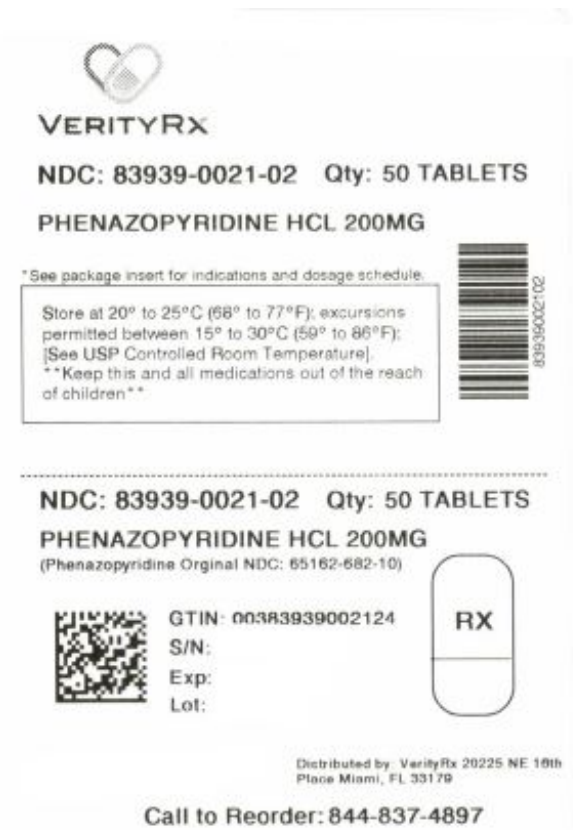 VERITYRX
NDC: 83939-0021-02 Qty: 50 TABLETS
PHENAZOPYRIDINE HCL 200MG
*See package insert for indications and dosage schedule.
Store at 20° to 25°C (68° to 77°F); excursions
permitted between 15° to 30°C (59° to 86°F);
[See USP Controlled Room Temperature].
**Keep this and all medications out of the reach
of children**
83939002102
NDC: 83939-0021-02 Qty: 50 TABLETS
PHENAZOPYRIDINE HCL 200MG
(Phenazopyridine Orginal NDC: 65162-682-10)
GTIN: 00383939002124
S/N:
Exp:
Lot:
RX
Distributed by: VerityRx 20225 NE 16th
Place Miami, FL 33179
Call to Reorder: 844-837-4897